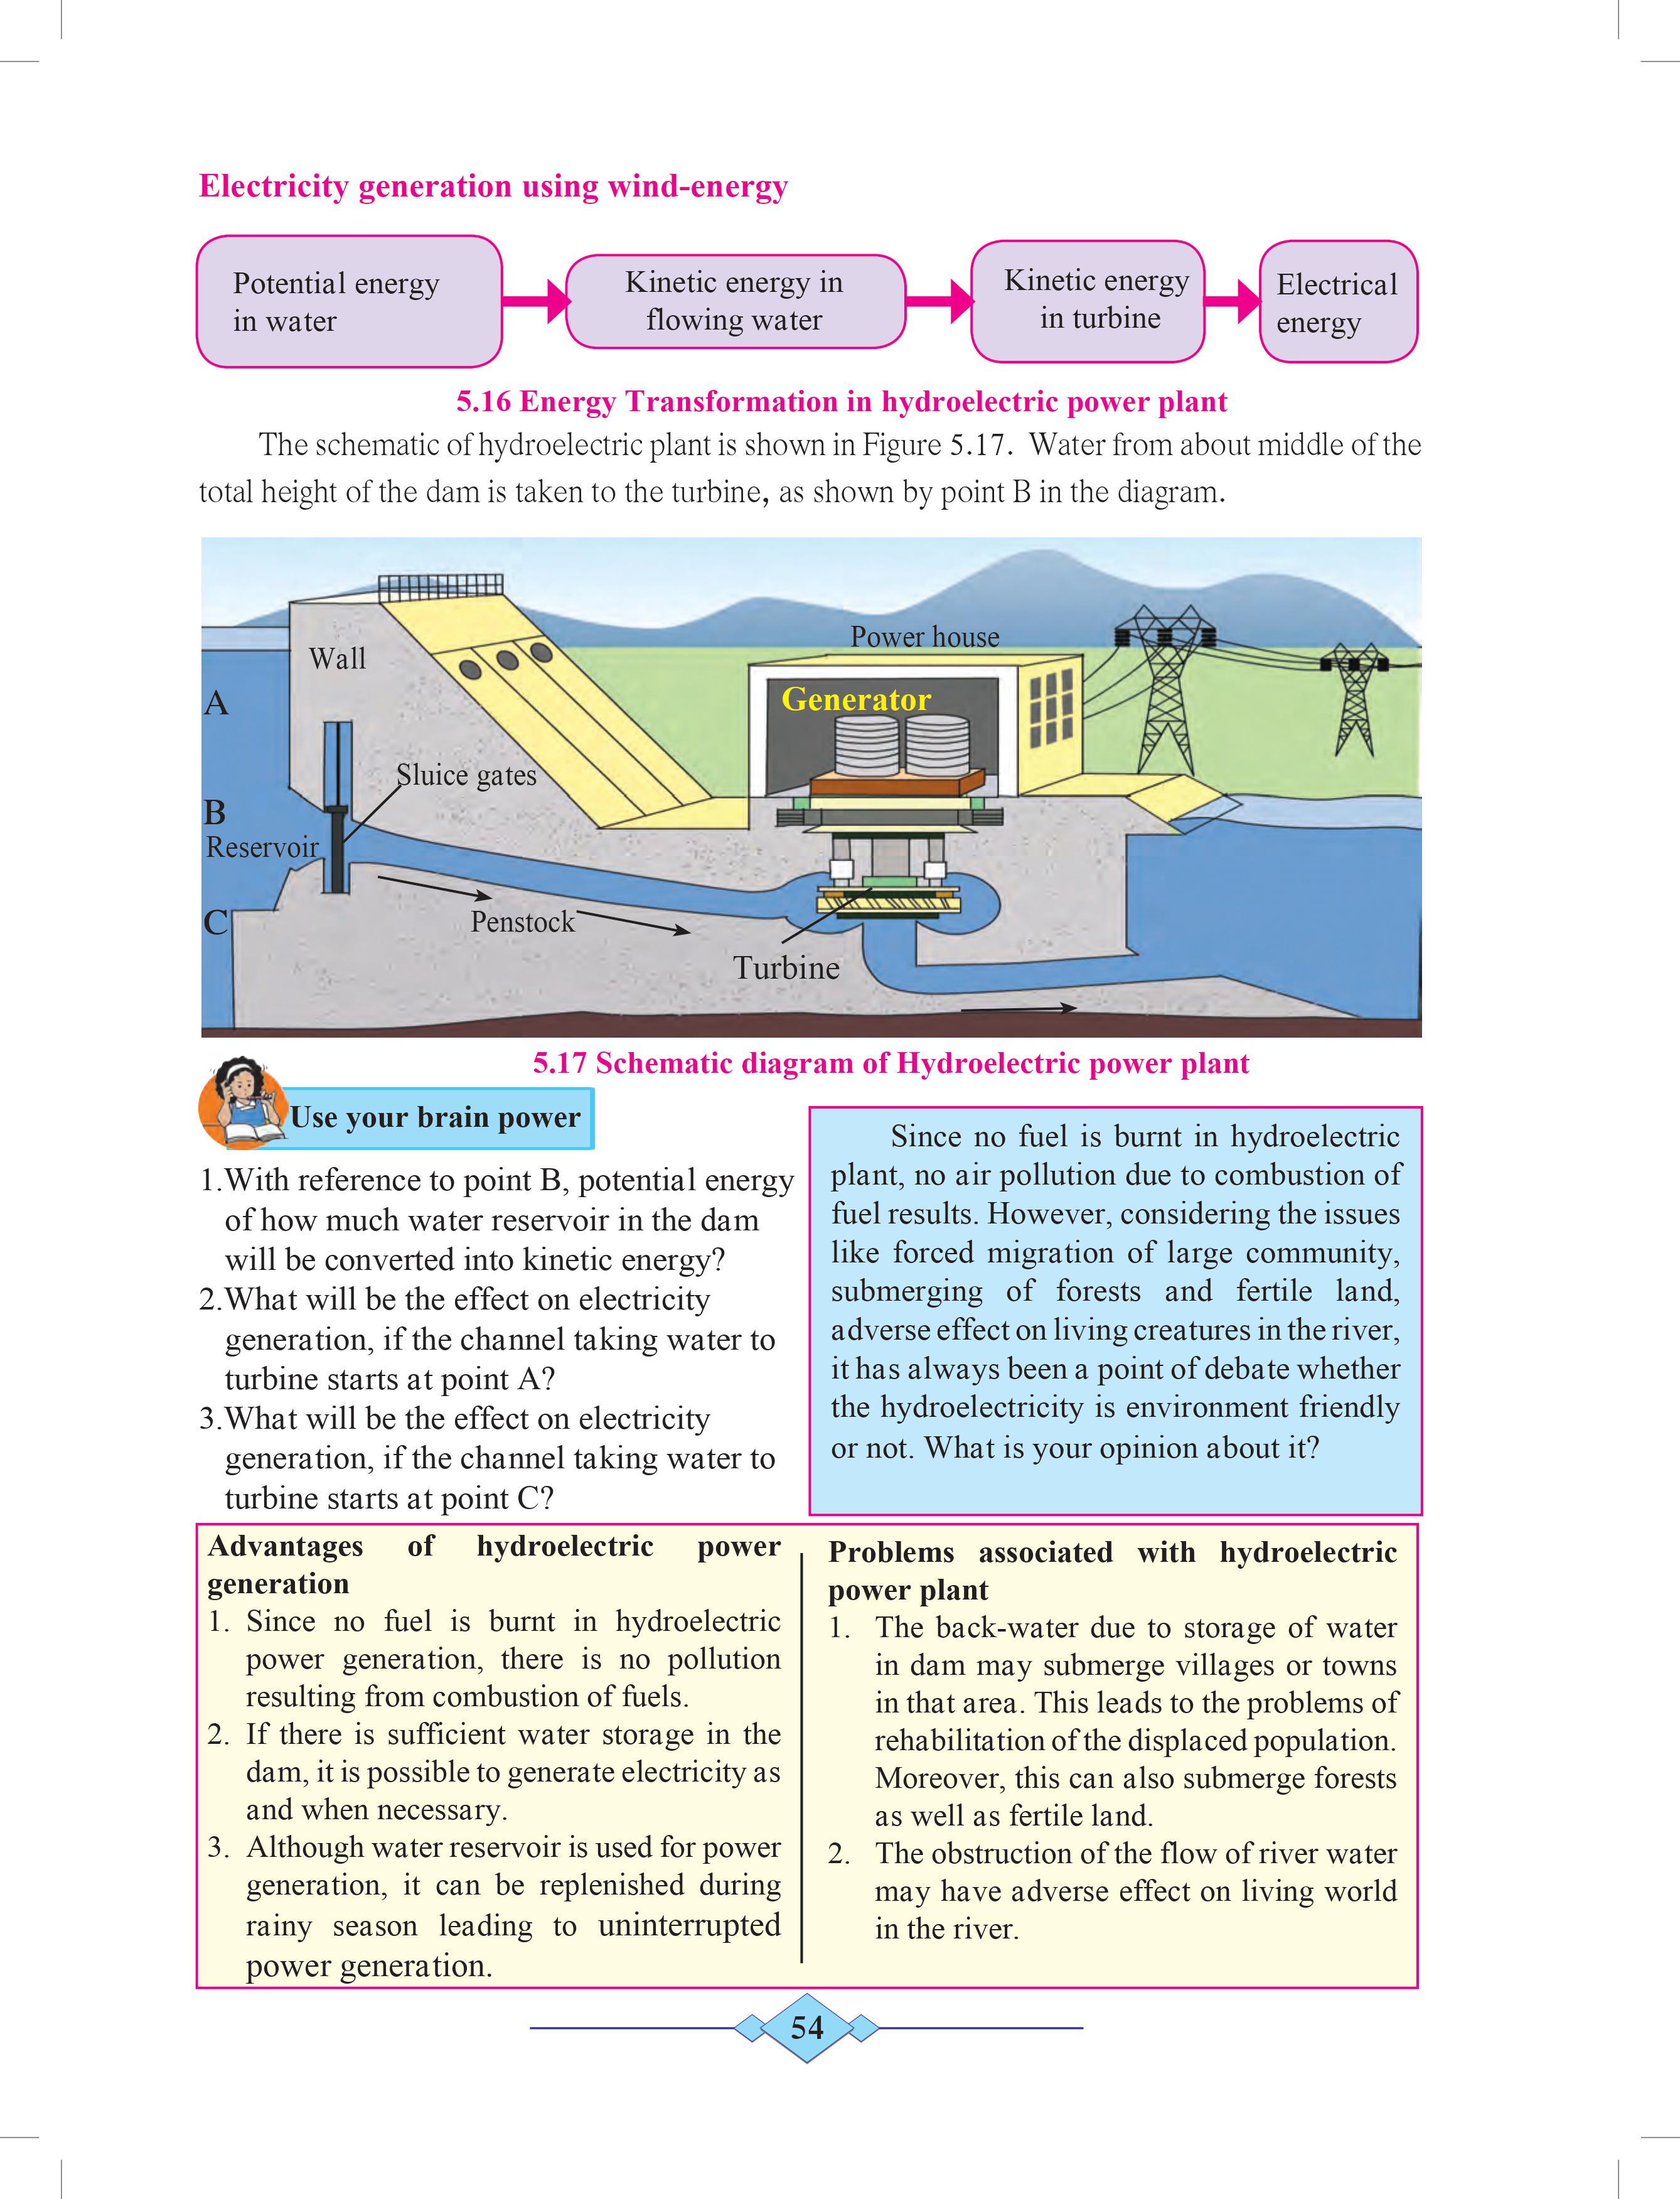 Electricity generation using wind-energy
Potential energy
in water
Kinetic energy in
flowing water
Kinetic energy
in turbine
Electrical
energy
5.16 Energy Transformation in hydroelectric power plant
The schematic of hydroelectric plant is shown in Figure 5.17. Water from about middle of the
total height of the dam is taken to the turbine, as shown by point B in the diagram.
Power house
Wall
Generator
A
Sluice gates
B
Reservoir
C
Penstock
Turbine
5.17 Schematic diagram of Hydroelectric power plant
Use your brain power
1.With reference to point B, potential energy
of how much water reservoir in the dam
will be converted into kinetic energy?
2.What will be the effect on electricity
generation, if the channel taking water to
turbine starts at point A?
3.What will be the effect on electricity
generation, if the channel taking water to
turbine starts at point C?
Since no fuel is burnt in hydroelectric
plant, no air pollution due to combustion of
fuel results. However, considering the issues
like forced migration of large community,
submerging of forests and fertile land,
adverse effect on living creatures in the river,
it has always been a point of debate whether
the hydroelectricity is environment friendly
or not. What is your opinion about it?
Advantages of hydroelectric power
generation
1. Since no fuel is burnt in hydroelectric
power generation, there is no pollution
resulting from combustion of fuels.
2. If there is sufficient water storage in the
dam, it is possible to generate electricity as
and when necessary.
3. Although water reservoir is used for power
generation, it can be replenished during
rainy season leading to uninterrupted
power generation.
Problems associated with hydroelectric
power plant
1. The back-water due to storage of water
in dam may submerge villages or towns
in that area. This leads to the problems of
rehabilitation of the displaced population.
Moreover, this can also submerge forests
as well as fertile land.
2. The obstruction of the flow of river water
may have adverse effect on living world
in the river.
54